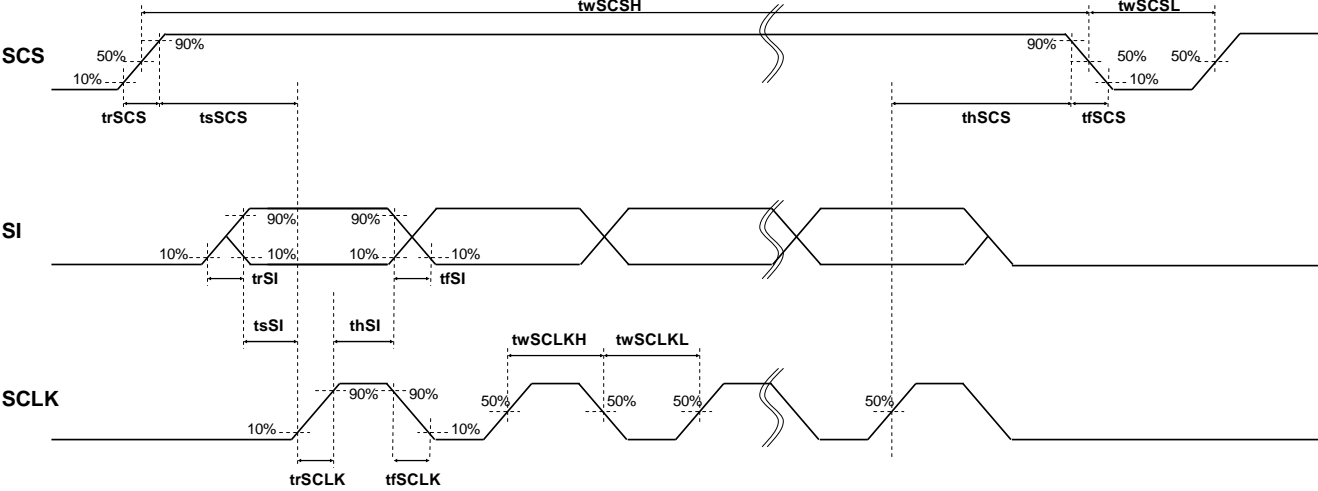 twSCSH twSCSL
SCS
90% 90%
50% 50% 50%
10% 10%
trSCS tsSCS thSCS tfSCS
SI
90% 90%
10% 10% 10% 10%
trSI tfSI
tsSI thSI
twSCLKH twSCLKL
SCLK
90% 90% 50% 50% 50% 50%
10% 10%
trSCLK tfSCLK